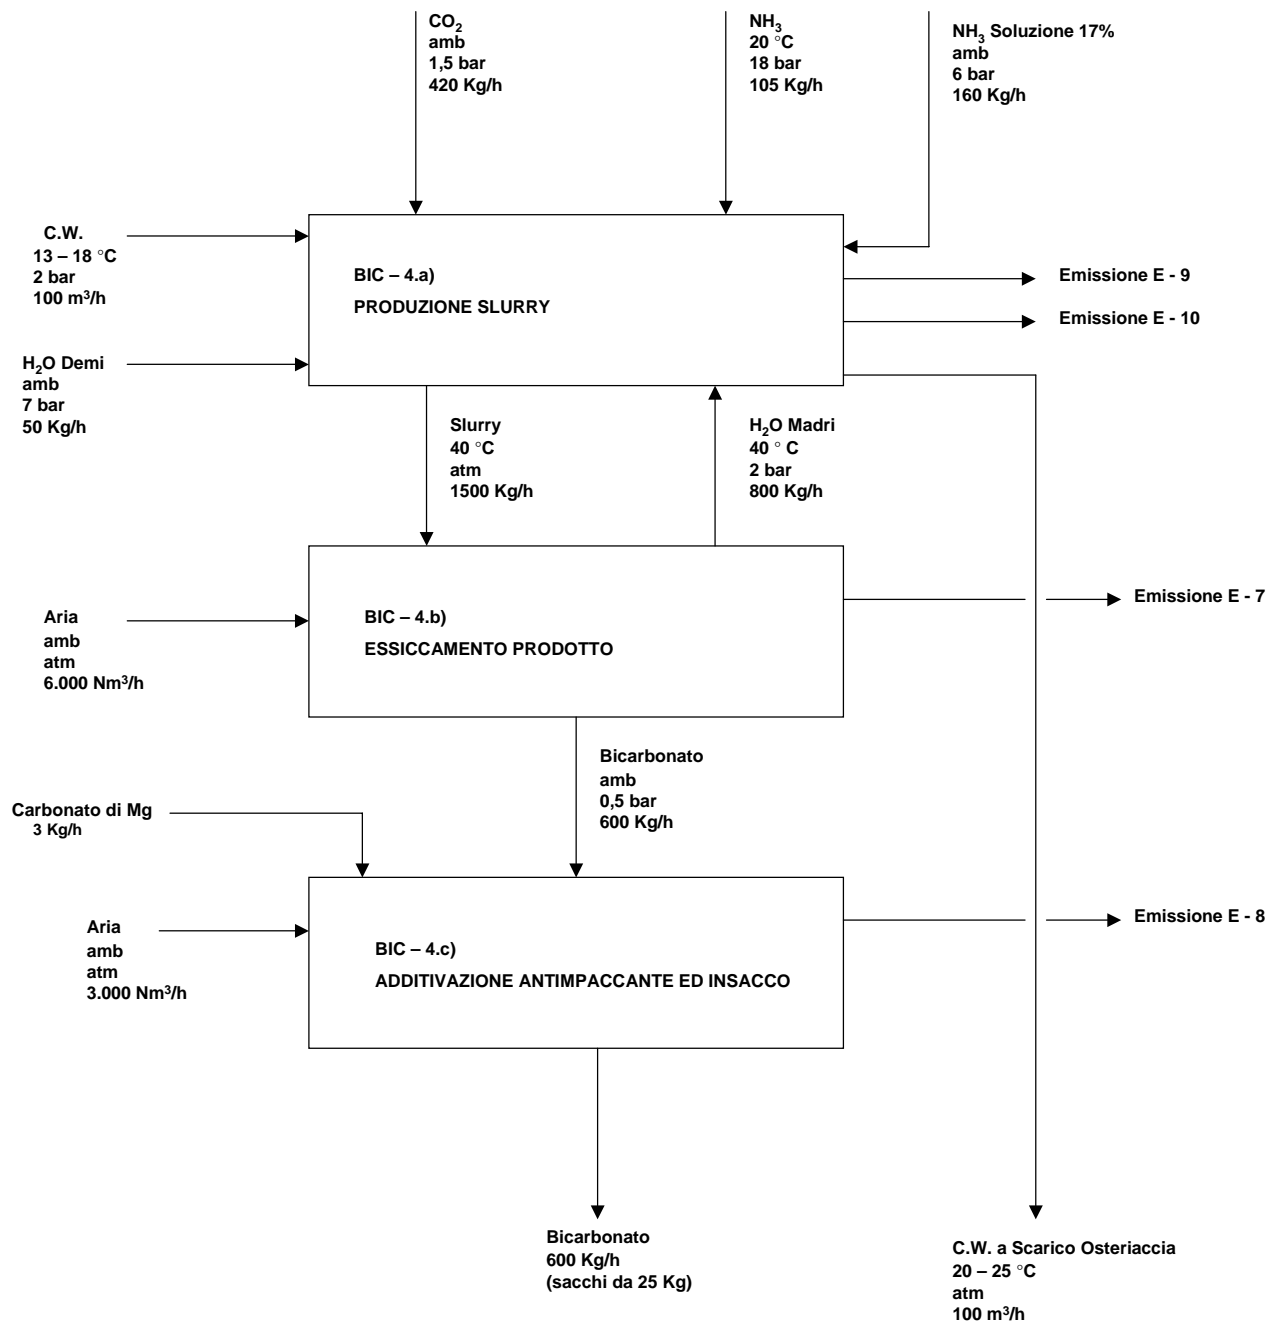 CO2
amb
1,5 bar
420 Kg/h
NH3
20 °C
18 bar
105 Kg/h
NH3 Soluzione 17%
amb
6 bar
160 Kg/h
C.W.
13 – 18 °C
2 bar
100 m3/h
H2O Demi
amb
7 bar
50 Kg/h
BIC – 4.a)
PRODUZIONE SLURRY
Emissione E - 9
Emissione E - 10
Slurry
40 °C
atm
1500 Kg/h
H2O Madri
40 ° C
2 bar
800 Kg/h
Aria
amb
atm
6.000 Nm3/h
BIC – 4.b)
ESSICCAMENTO PRODOTTO
Emissione E - 7
Bicarbonato
amb
0,5 bar
600 Kg/h
Carbonato di Mg
3 Kg/h
Aria
amb
atm
3.000 Nm3/h
BIC – 4.c)
ADDITIVAZIONE ANTIMPACCANTE ED INSACCO
Emissione E - 8
Bicarbonato
600 Kg/h
(sacchi da 25 Kg)
C.W. a Scarico Osteriaccia
20 – 25 °C
atm
100 m3/h